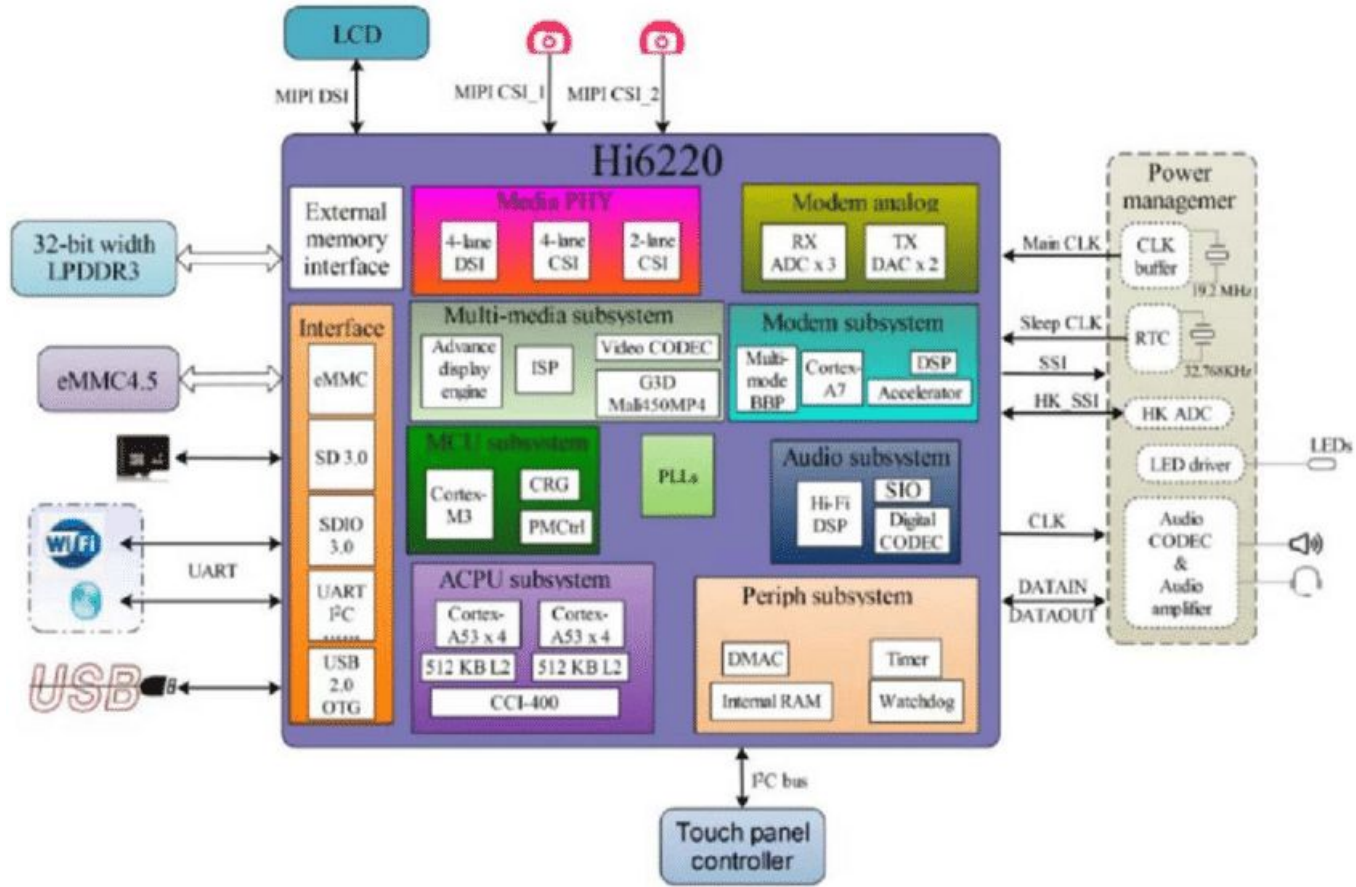 LCD
MIPI DSI
MIPI CSI_1
MIPI CSI_2
Hi6220
External
memory
interface
Media PHY
4-lane
DSI
4-lane
CSI
2-lane
CSI
Modem analog
RX
ADC x 3
TX
DAC x 2
32-bit width
LPDDR3
eMMC4.5
WiFi
UART
USB
Interface
eMMC
SD 3.0
SDIO
3.0
UART
I²C
......
USB
2.0
OTG
Multi-media subsystem
Advance
display
engine
ISP
Video CODEC
G3D
Mali450MP4
Modem subsystem
Multi-
mode
BBP
Cortex-
A7
DSP
Accelerator
MCU subsystem
Cortex-
M3
CRG
PMCtrl
PLLs
Audio subsystem
Hi-Fi
DSP
SIO
Digital
CODEC
ACPU subsystem
Cortex-
A53 x 4
Cortex-
A53 x 4
512 KB L2
512 KB L2
CCI-400
Periph subsystem
DMAC
Timer
Internal RAM
Watchdog
Main CLK
Sleep CLK
SSI
HK_SSI
CLK
DATAIN
DATAOUT
Power
managemer
CLK
buffer
19.2 MHz
RTC
32.768KHz
HK ADC
LED driver
LEDs
Audio
CODEC
&
Audio
amplifier
I²C bus
Touch panel
controller